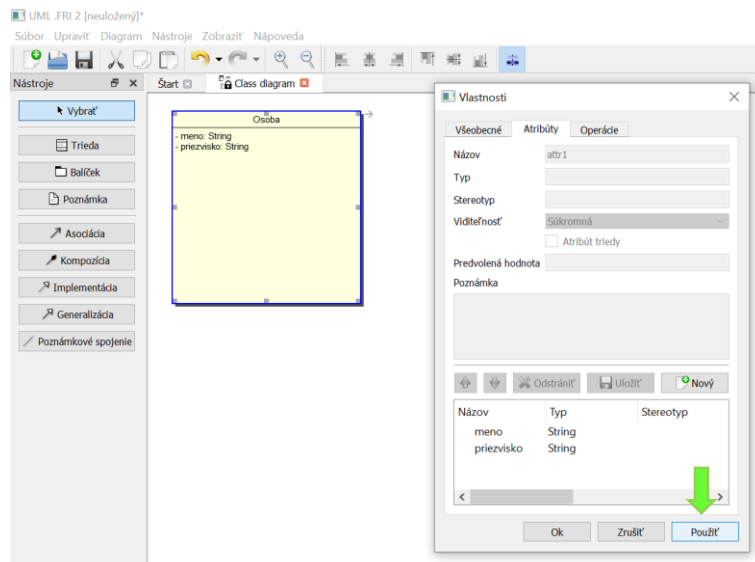 UML .FRI 2 [neuložený]*
Súbor Upraviť Diagram Nástroje Zobraziť Nápoveda
Nástroje
Štart
Class diagram
Vybrať
Trieda
Balíček
Poznámka
Asociácia
Kompozícia
Implementácia
Generalizácia
Poznámkové spojenie
Osoba
- meno: String
- priezvisko: String
Vlastnosti
Všeobecné Atribúty Operácie
Názov attr1
Typ
Stereotyp
Viditeľnosť Súkromná
Atribút triedy
Predvolená hodnota
Poznámka
Odstrániť Uložiť Nový
Názov Typ Stereotyp
meno String
priezvisko String
Ok Zrušiť Použiť